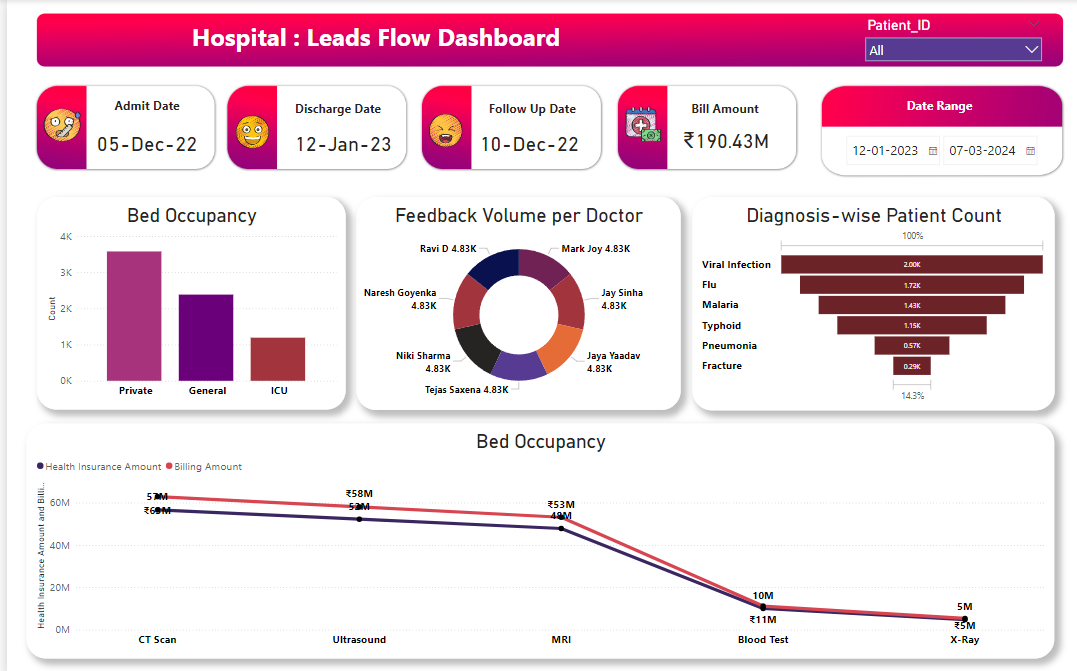 Hospital : Leads Flow Dashboard
Patient_ID
All
Admit Date
05-Dec-22
Discharge Date
12-Jan-23
Follow Up Date
10-Dec-22
Bill Amount
₹190.43M
Date Range
12-01-2023
07-03-2024
Bed Occupancy
Count
4K
3K
2K
1K
0K
Private
General
ICU
Feedback Volume per Doctor
Ravi D 4.83K
Mark Joy 4.83K
Naresh Goyenka
4.83K
Jay Sinha
4.83K
Niki Sharma
4.83K
Jaya Yaadav
4.83K
Tejas Saxena 4.83K
Diagnosis-wise Patient Count
100%
Viral Infection 2.00K
Flu 1.72K
Malaria 1.43K
Typhoid 1.15K
Pneumonia 0.57K
Fracture 0.29K
14.3%
Bed Occupancy
Health Insurance Amount Billing Amount
Health Insurance Amount and Billi...
60M
40M
20M
0M
57M
₹58M
52M
₹53M
48M
10M
₹11M
5M
₹5M
CT Scan
Ultrasound
MRI
Blood Test
X-Ray